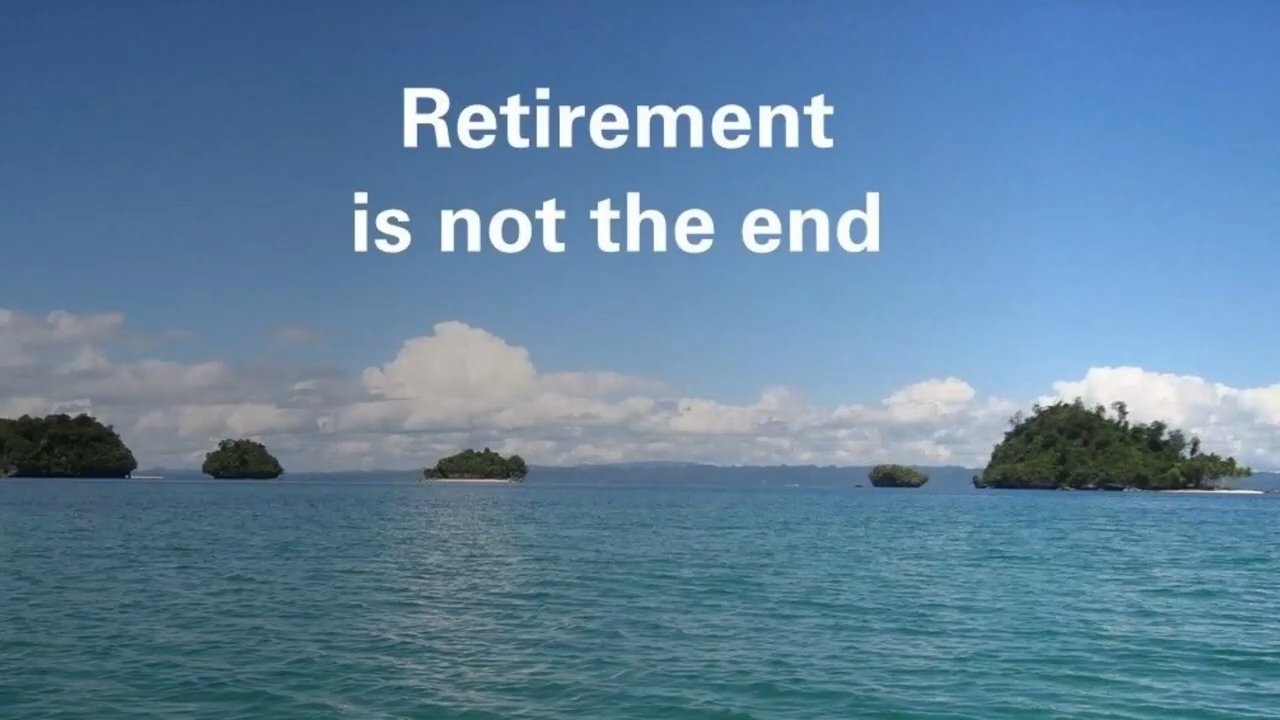 Retirement
is not the end